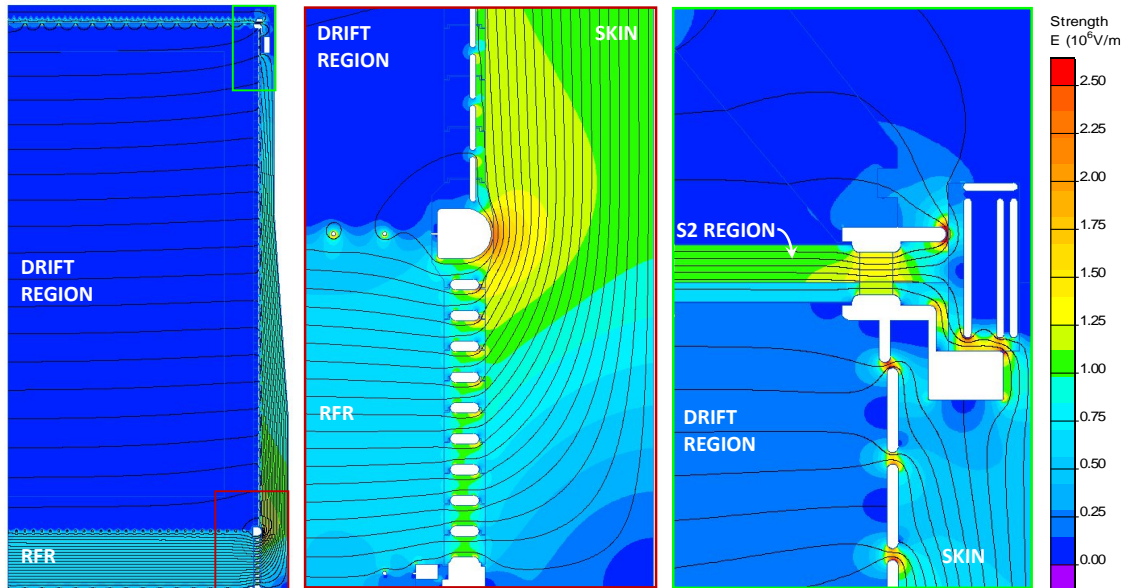 DRIFT
REGION
RFR
DRIFT
REGION
SKIN
RFR
S2 REGION
DRIFT
REGION
SKIN
Strength
E (10⁶V/m
2.50
2.25
2.00
1.75
1.50
1.25
1.00
0.75
0.50
0.25
0.00